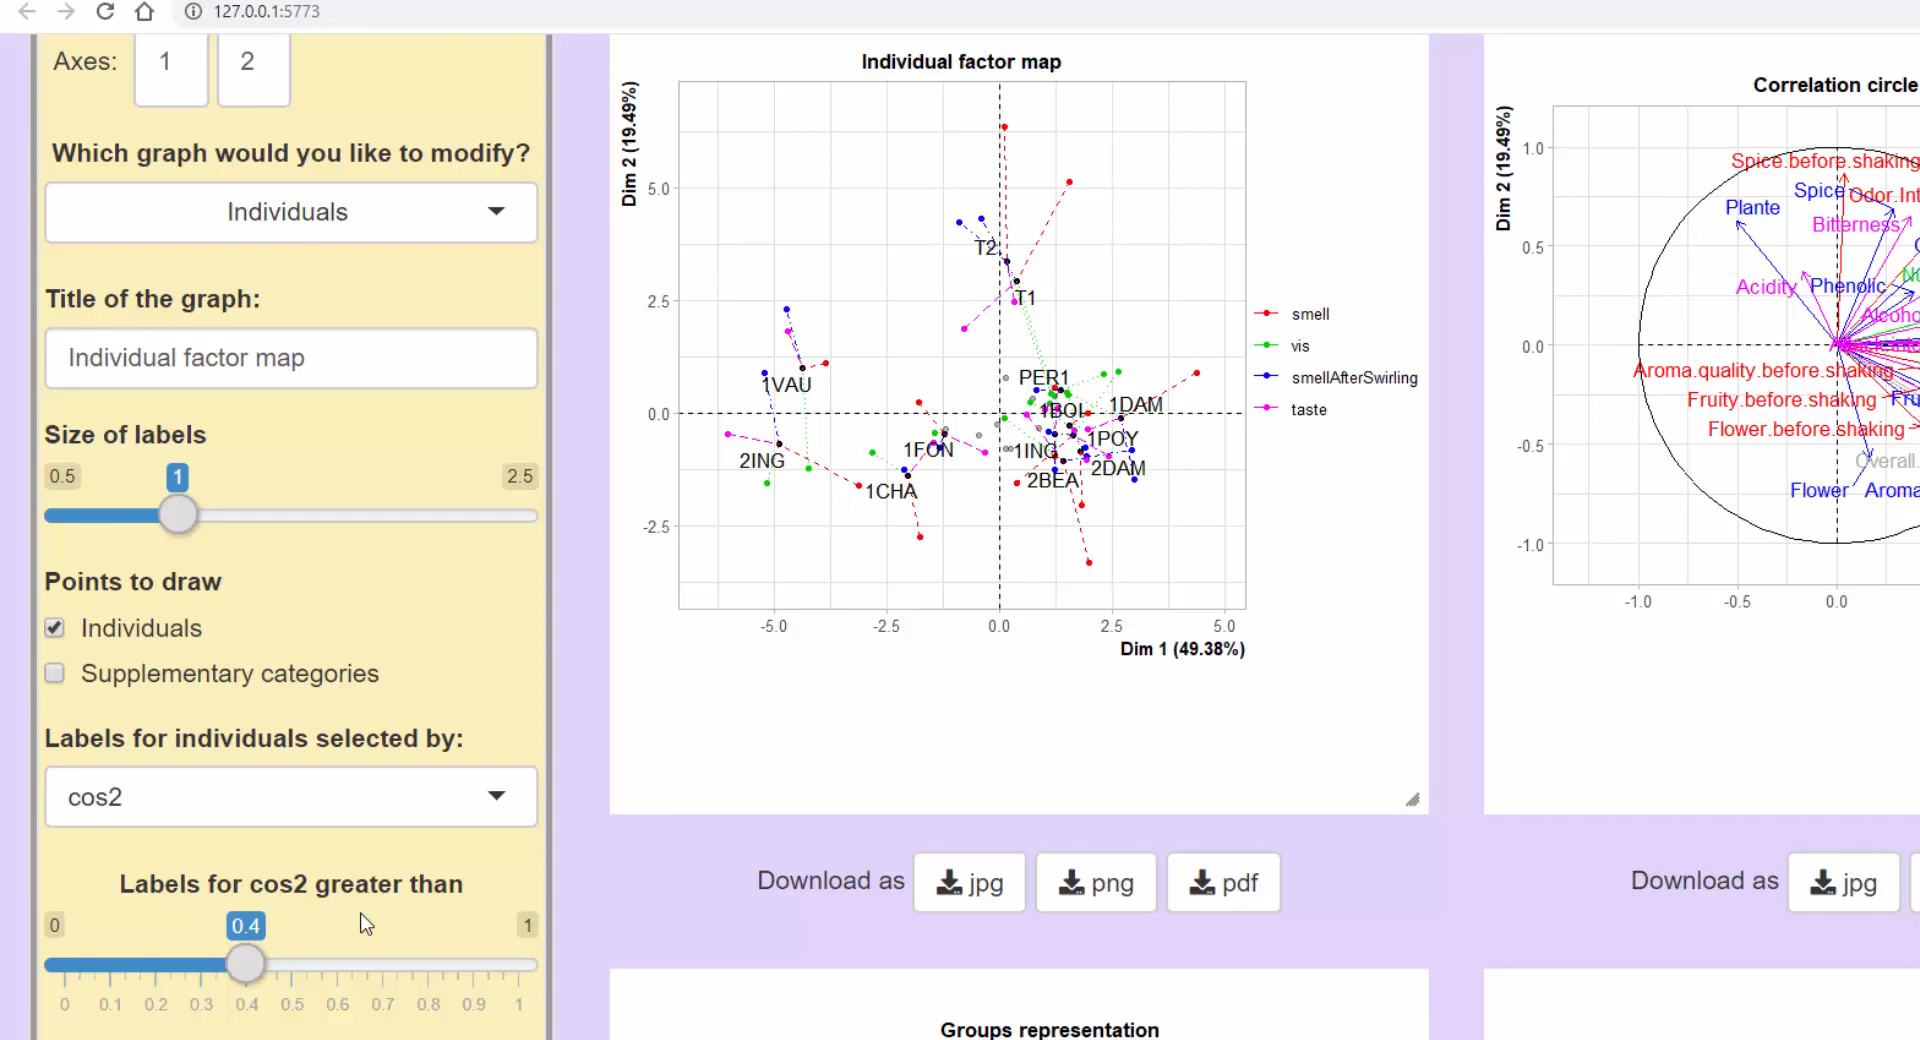 127.0.0.1:5773
Axes: 1 2
Which graph would you like to modify?
Individuals
Title of the graph:
Individual factor map
Size of labels
0.5 1 2.5
Points to draw
Individuals
Supplementary categories
Labels for individuals selected by:
cos2
Labels for cos2 greater than
0 0.4 1
0 0.1 0.2 0.3 0.4 0.5 0.6 0.7 0.8 0.9 1
Individual factor map
Dim 2 (19.49%)
5.0
2.5
0.0
-2.5
T2
T1
1VAU
PER1
1DAM
1BOI
1POY
1FON
1ING
2ING
2DAM
2BEA
1CHA
-5.0 -2.5 0.0 2.5 5.0
Dim 1 (49.38%)
smell
vis
smellAfterSwirling
taste
Download as jpg png pdf
Groups representation
Correlation circle
Dim 2 (19.49%)
1.0
0.5
0.0
-0.5
-1.0
Spice.before.shaking
Spice
Odor.Int
Plante
Bitterness
Acidity
Phenolic
Alcoho
Aroma.quality.before.shaking
Fruity.before.shaking
Fru
Flower.before.shaking
Overall.
Flower
Aroma
-1.0 -0.5 0.0
Download as jpg